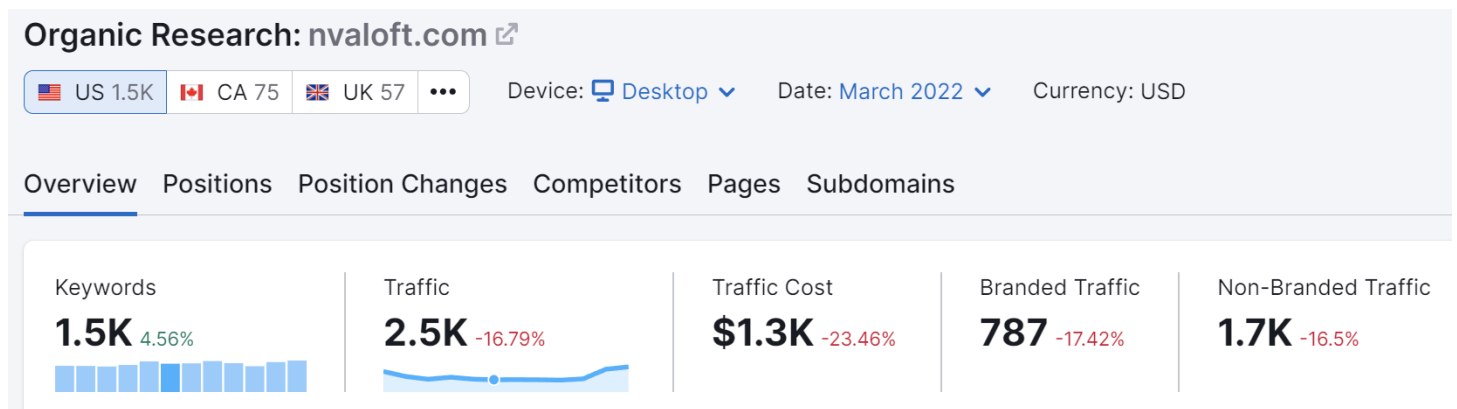 Organic Research: nvaloft.com
US 1.5K CA 75 UK 57 ••• Device: Desktop Date: March 2022 Currency: USD
Overview Positions Position Changes Competitors Pages Subdomains
Keywords Traffic Traffic Cost Branded Traffic Non-Branded Traffic
1.5K 4.56% 2.5K -16.79% $1.3K -23.46% 787 -17.42% 1.7K -16.5%